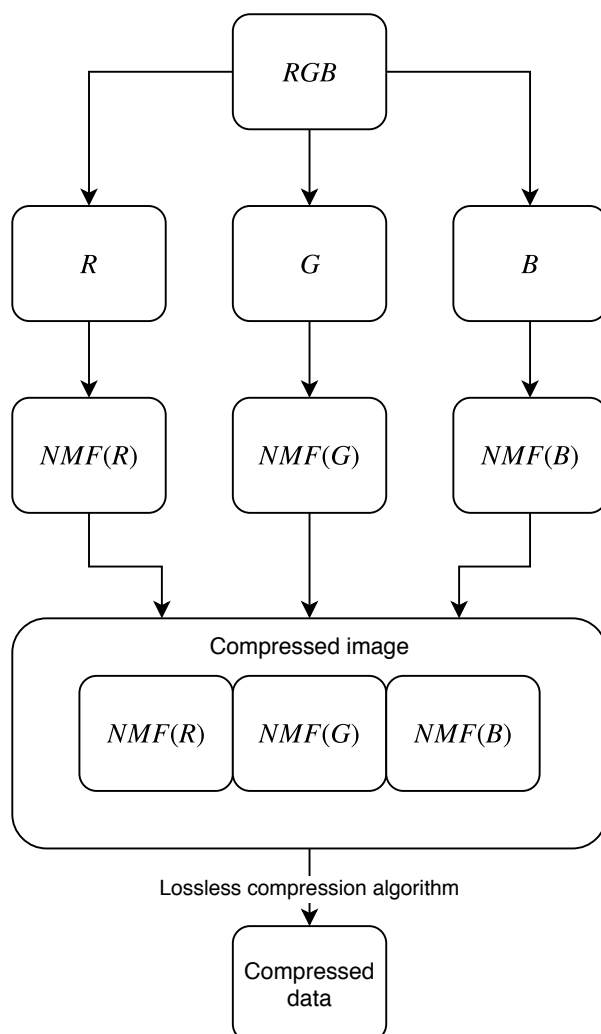 RGB
R
G
B
NMF(R)
NMF(G)
NMF(B)
Compressed image
NMF(R)
NMF(G)
NMF(B)
Lossless compression algorithm
Compressed
data